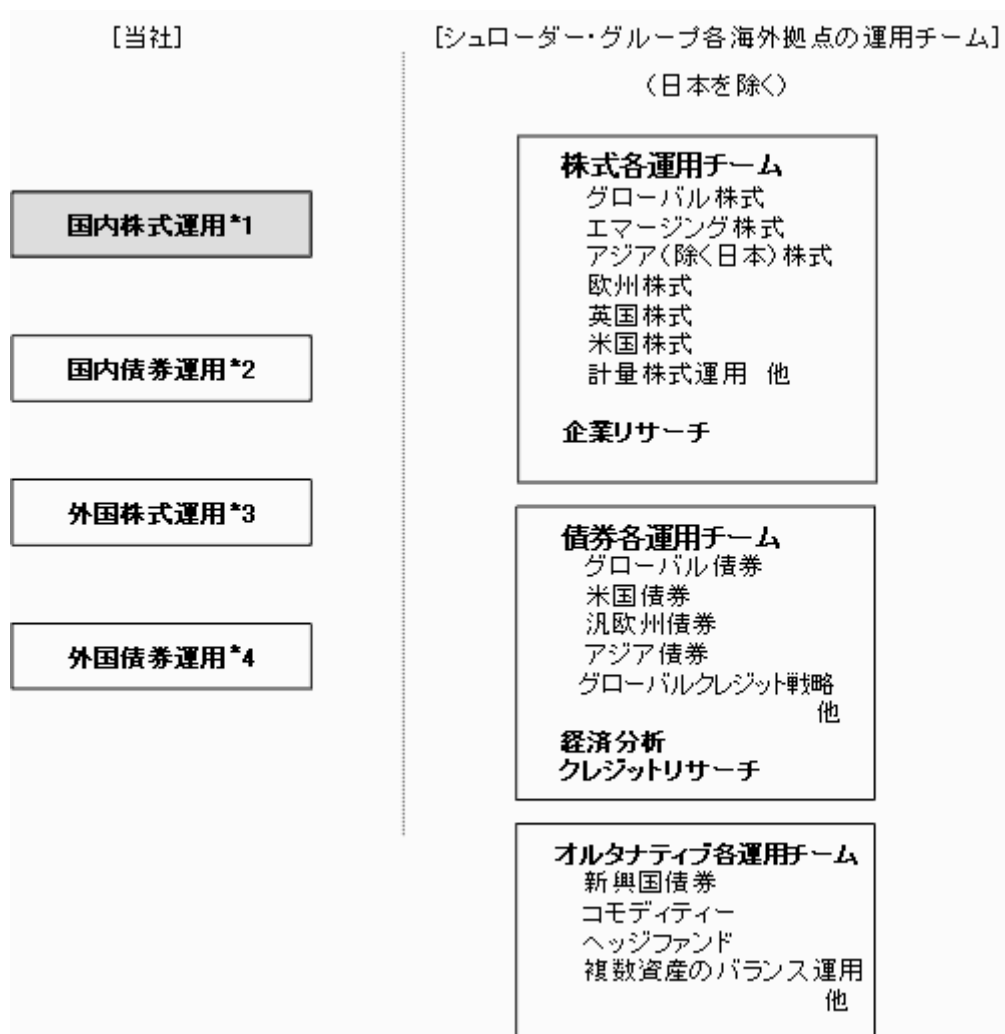 [当社]
[シュローダー・グループ各海外拠点の運用チーム]
(日本を除く)
国内株式運用*1
国内債券運用*2
外国株式運用*3
外国債券運用*4
株式各運用チーム
グローバル株式
エマージング株式
アジア(除く日本)株式
欧州株式
英国株式
米国株式
計量株式運用 他
企業リサーチ
債券各運用チーム
グローバル債券
米国債券
汎欧州債券
アジア債券
グローバルクレジット戦略
他
経済分析
クレジットリサーチ
オルタナティブ各運用チーム
新興国債券
コモディティー
ヘッジファンド
複数資産のバランス運用
他